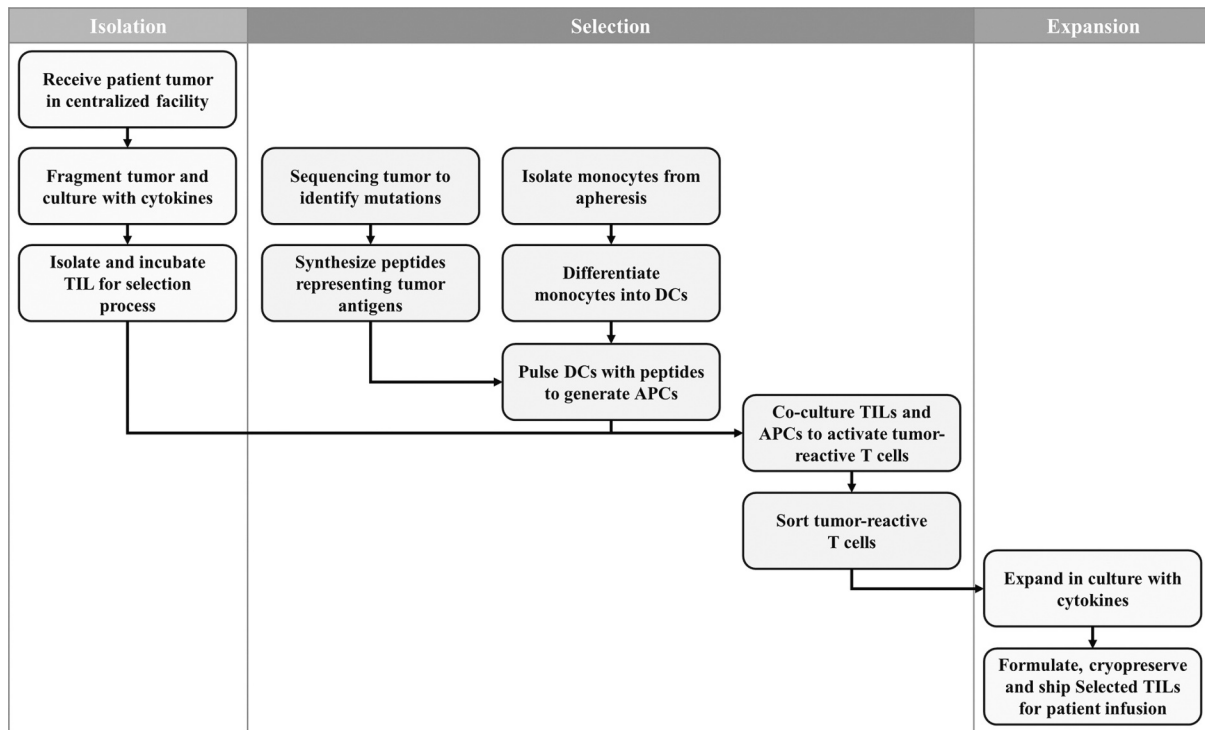 Isolation
Selection
Expansion
Receive patient tumor
in centralized facility
Fragment tumor and
culture with cytokines
Isolate and incubate
TIL for selection
process
Sequencing tumor to
identify mutations
Synthesize peptides
representing tumor
antigens
Isolate monocytes from
apheresis
Differentiate
monocytes into DCs
Pulse DCs with peptides
to generate APCs
Co-culture TILs and
APCs to activate tumor-
reactive T cells
Sort tumor-reactive
T cells
Expand in culture with
cytokines
Formulate, cryopreserve
and ship Selected TILs
for patient infusion